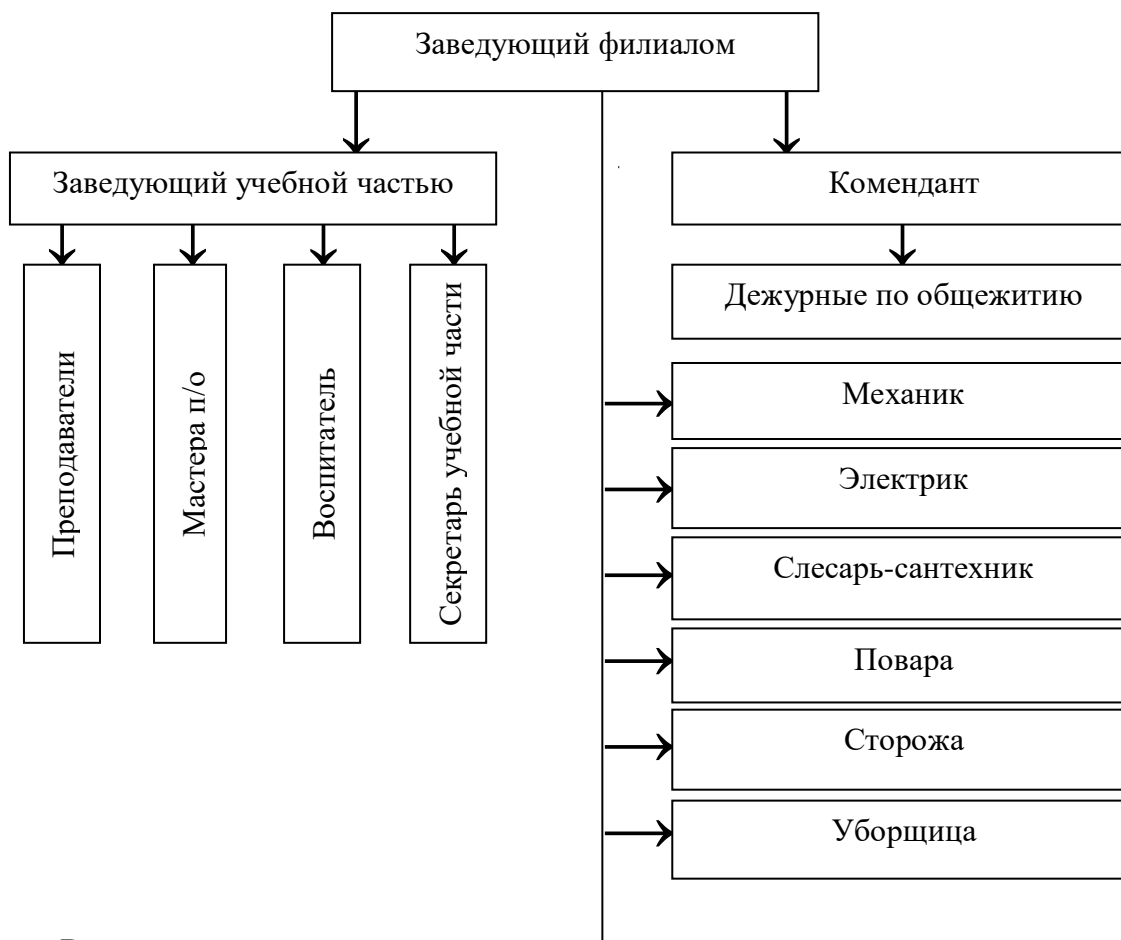 Заведующий филиалом
Заведующий учебной частью
Комендант
Преподаватели
Мастера п/о
Воспитатель
Секретарь учебной части
Дежурные по общежитию
Механик
Электрик
Слесарь-сантехник
Повара
Сторожа
Уборщица